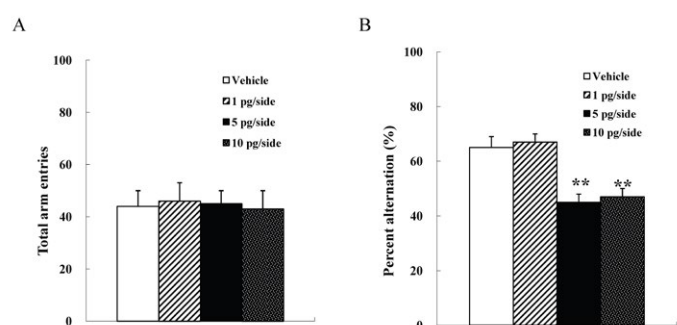 A
100
80
60
40
20
0
Total arm entries
Vehicle
1 pg/side
5 pg/side
10 pg/side
B
100
80
60
40
20
0
Percent alternation (%)
Vehicle
1 pg/side
5 pg/side
10 pg/side
** **